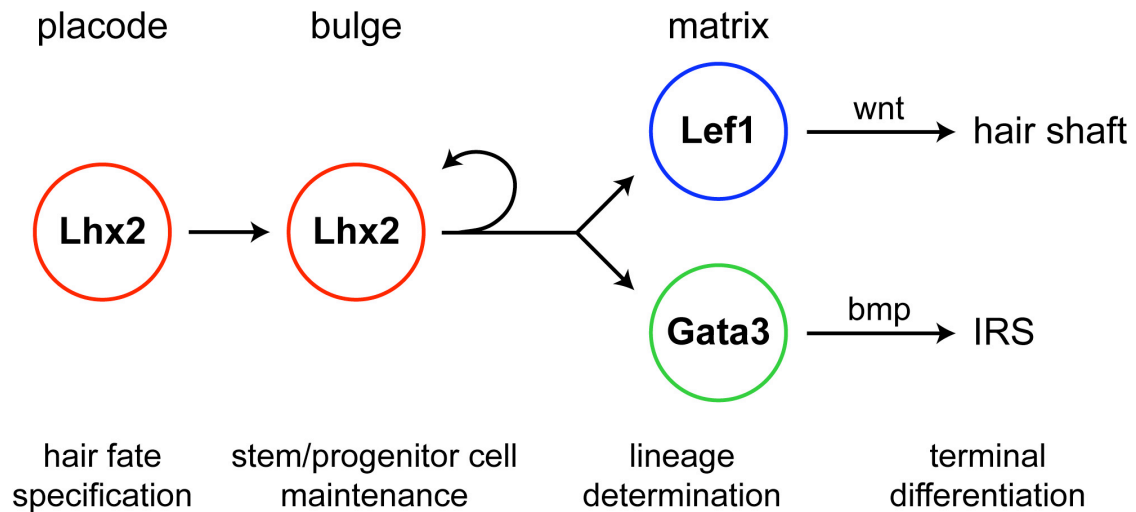 placode
bulge
matrix
Lhx2
Lhx2
Lef1
wnt
hair shaft
Gata3
bmp
IRS
hair fate
specification
stem/progenitor cell
maintenance
lineage
determination
terminal
differentiation